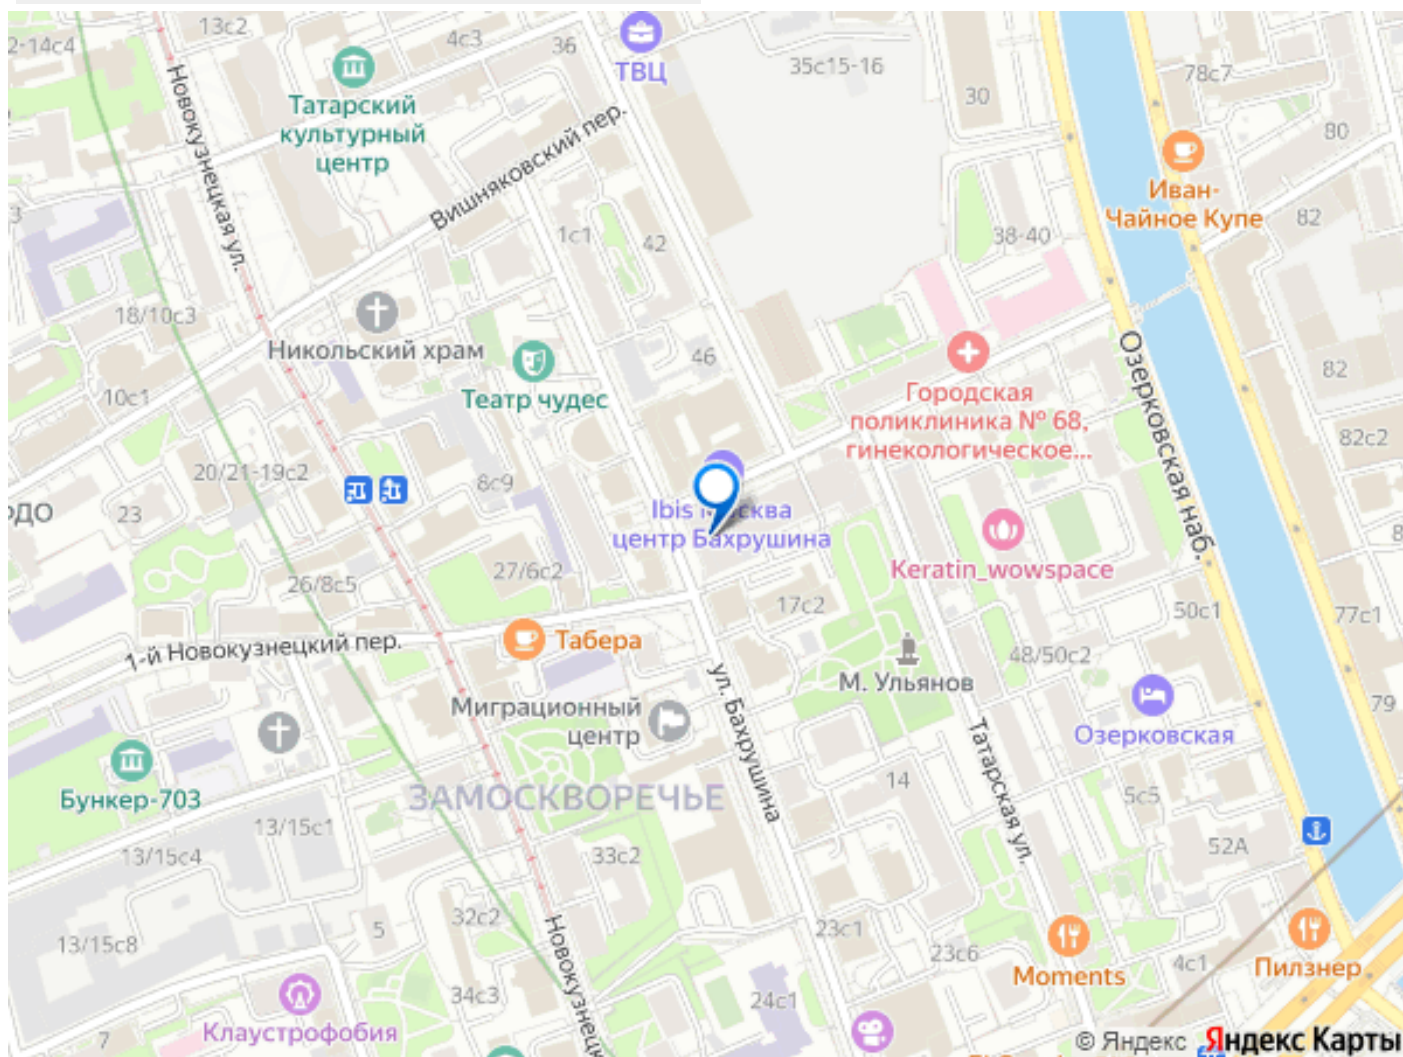 2-14с4
13с2
4с3
36
ТВЦ
35с15-16
30
78с7
80
Татарский
культурный
центр
Новокузнецкая ул.
Вишняковский пер.
Иван-
Чайное Купе
82
1с1
42
38-40
18/10с3
Никольский храм
46
82
Театр чудес
Городская
поликлиника № 68,
гинекологическое...
Озерковская наб.
10с1
82с2
20/21-19с2
8с9
23
Ibis
центр Бахрушина
Keratin_wowspace
27/6с2
26/8с5
17с2
50с1
77с1
1-й Новокузнецкий пер.
Табера
48/50с2
М. Ульянов
79
Миграционный
центр
ул. Бахрушина
Озерковская
Татарская ул.
Бункер-703
ЗАМОСКВОРЕЧЬЕ
14
5с5
13/15с1
13/15с4
33с2
52А
32с2
5
13/15с8
23с1
23с6
Новокузнецк
Moments
4с1
Пилзнер
34с3
24с1
7
Клаустрофобия
© Яндекс Яндекс Карты